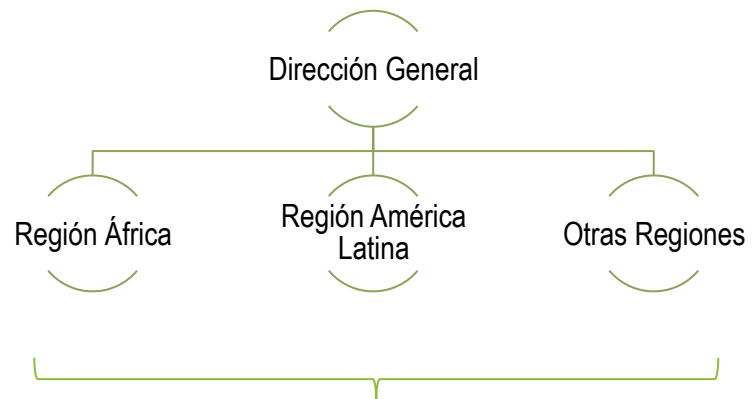 Dirección General
Región África
Región América
Latina
Otras Regiones